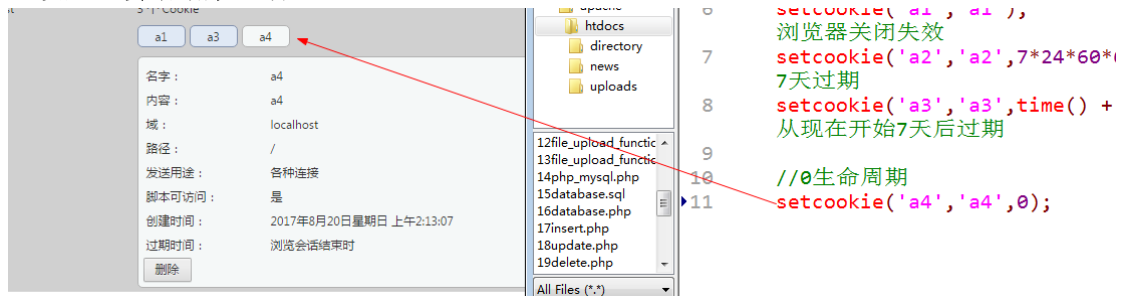 a1
a3
a4
名字：
a4
内容：
a4
域：
localhost
路径：
/
发送用途：
各种连接
脚本可访问：
是
创建时间：
2017年8月20日星期日 上午2:13:07
过期时间：
浏览会话结束时
删除
htdocs
directory
news
uploads
12file_upload_functic
13file_upload_functic
14php_mysql.php
15database.sql
16database.php
17insert.php
18update.php
19delete.php
All Files (*.*)
6 setcookie('a1','a1');
浏览器关闭失效
7 setcookie('a2','a2',7*24*60*
7天过期
8 setcookie('a3','a3',time() +
从现在开始7天后过期
9
10 //0生命周期
11 setcookie('a4','a4',0);